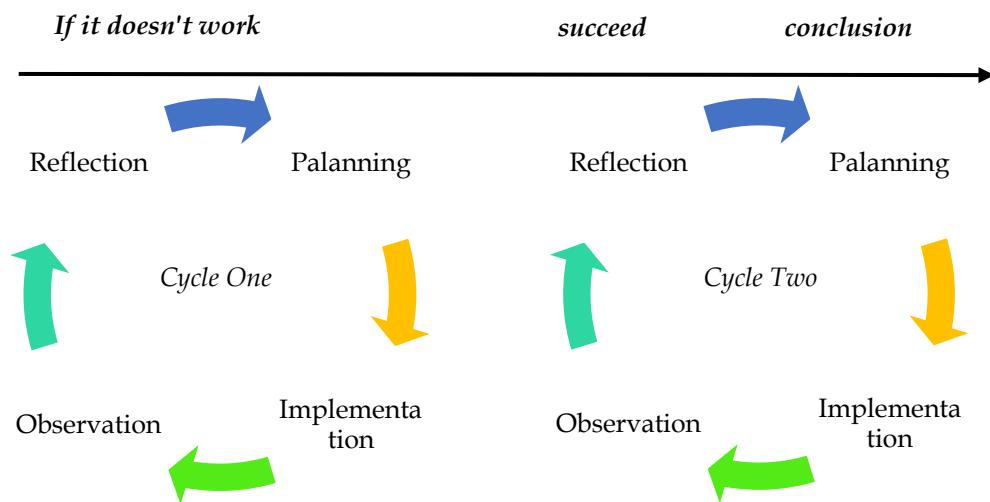 If it doesn't work
succeed
conclusion
Reflection
Palanning
Cycle One
Observation
Implementa
tion
Reflection
Palanning
Cycle Two
Observation
Implementa
tion